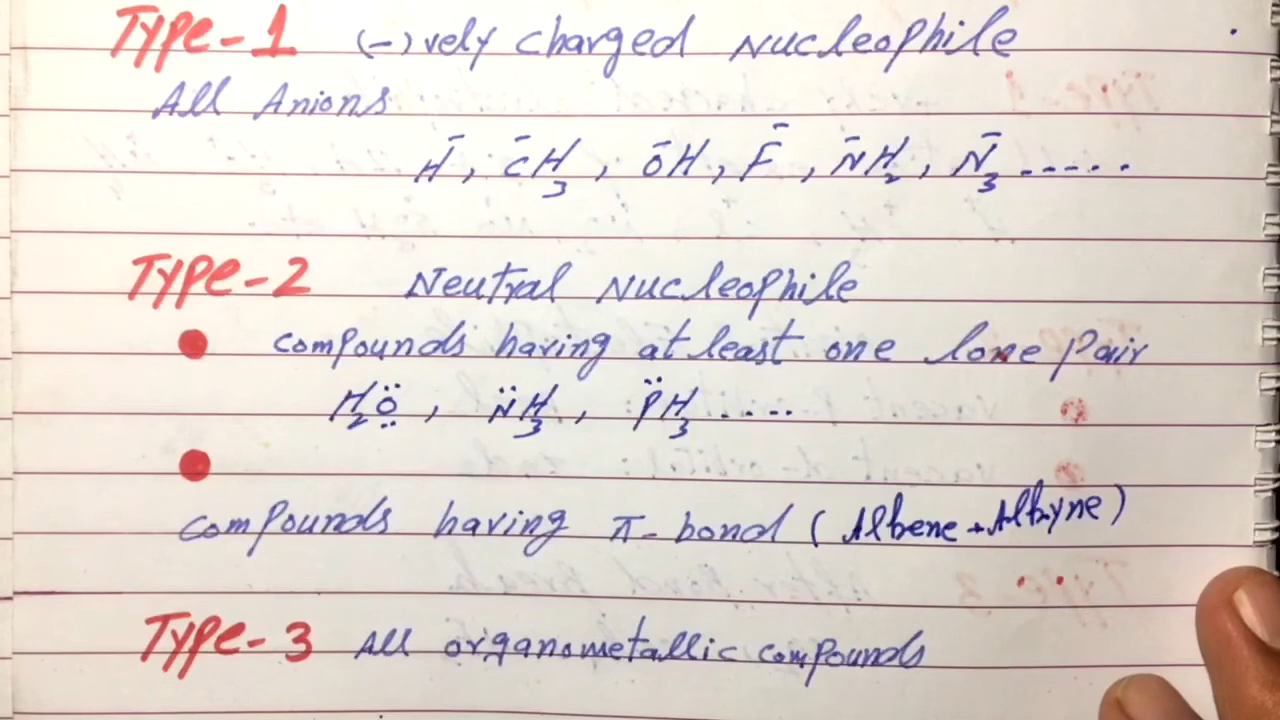 Type-1 (-)vely charged Nucleophile
All Anions
H̄, C̄H₃, ŌH, F̄, N̄H₂, N̄₃ -----
Type-2 Neutral Nucleophile
● compounds having at least one lone pair
H₂Ö̤, N̈H₃, P̈H₃ ....
●
compounds having π-bond (Alkene + Alkyne)
Type-3 All organometallic compounds